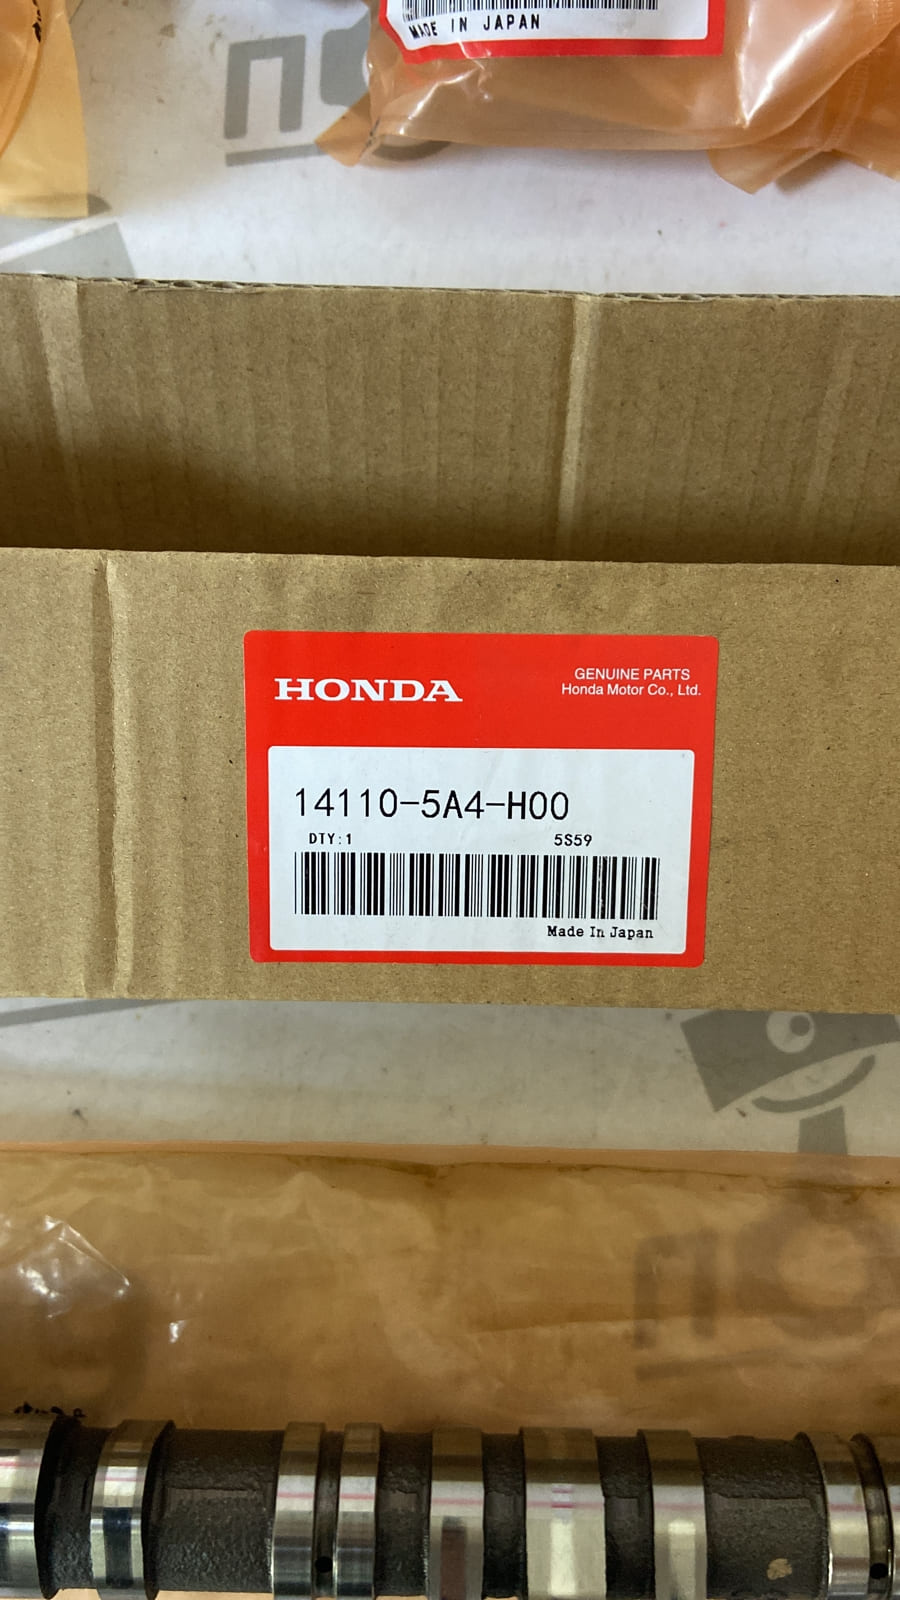 MADE IN JAPAN
HONDA
GENUINE PARTS
Honda Motor Co., Ltd.
14110-5A4-H00
DTY:1 5S59
Made In Japan